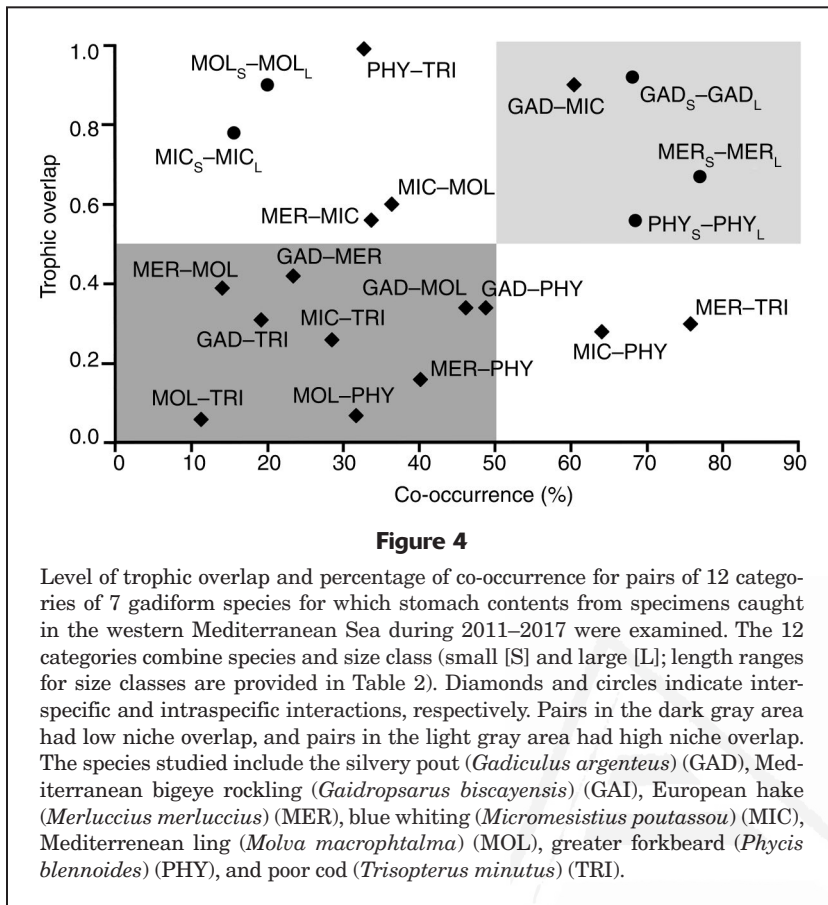 1.0
0.8
0.6
0.4
0.2
0.0
Trophic overlap
MOLS–MOLL
PHY–TRI
MICS–MICL
GAD–MIC
GADS–GADL
MERS–MERL
MIC–MOL
MER–MIC
PHYS–PHYL
MER–MOL
GAD–MER
GAD–MOL
GAD–PHY
GAD–TRI
MIC–TRI
MER–TRI
MIC–PHY
MER–PHY
MOL–TRI
MOL–PHY
0 10 20 30 40 50 60 70 80 90
Co-occurrence (%)
Figure 4
Level of trophic overlap and percentage of co-occurrence for pairs of 12 catego-
ries of 7 gadiform species for which stomach contents from specimens caught
in the western Mediterranean Sea during 2011–2017 were examined. The 12
categories combine species and size class (small [S] and large [L]; length ranges
for size classes are provided in Table 2). Diamonds and circles indicate inter-
specific and intraspecific interactions, respectively. Pairs in the dark gray area
had low niche overlap, and pairs in the light gray area had high niche overlap.
The species studied include the silvery pout (Gadiculus argenteus) (GAD), Med-
iterranean bigeye rockling (Gaidropsarus biscayensis) (GAI), European hake
(Merluccius merluccius) (MER), blue whiting (Micromesistius poutassou) (MIC),
Mediterrenean ling (Molva macrophtalma) (MOL), greater forkbeard (Phycis
blennoides) (PHY), and poor cod (Trisopterus minutus) (TRI).